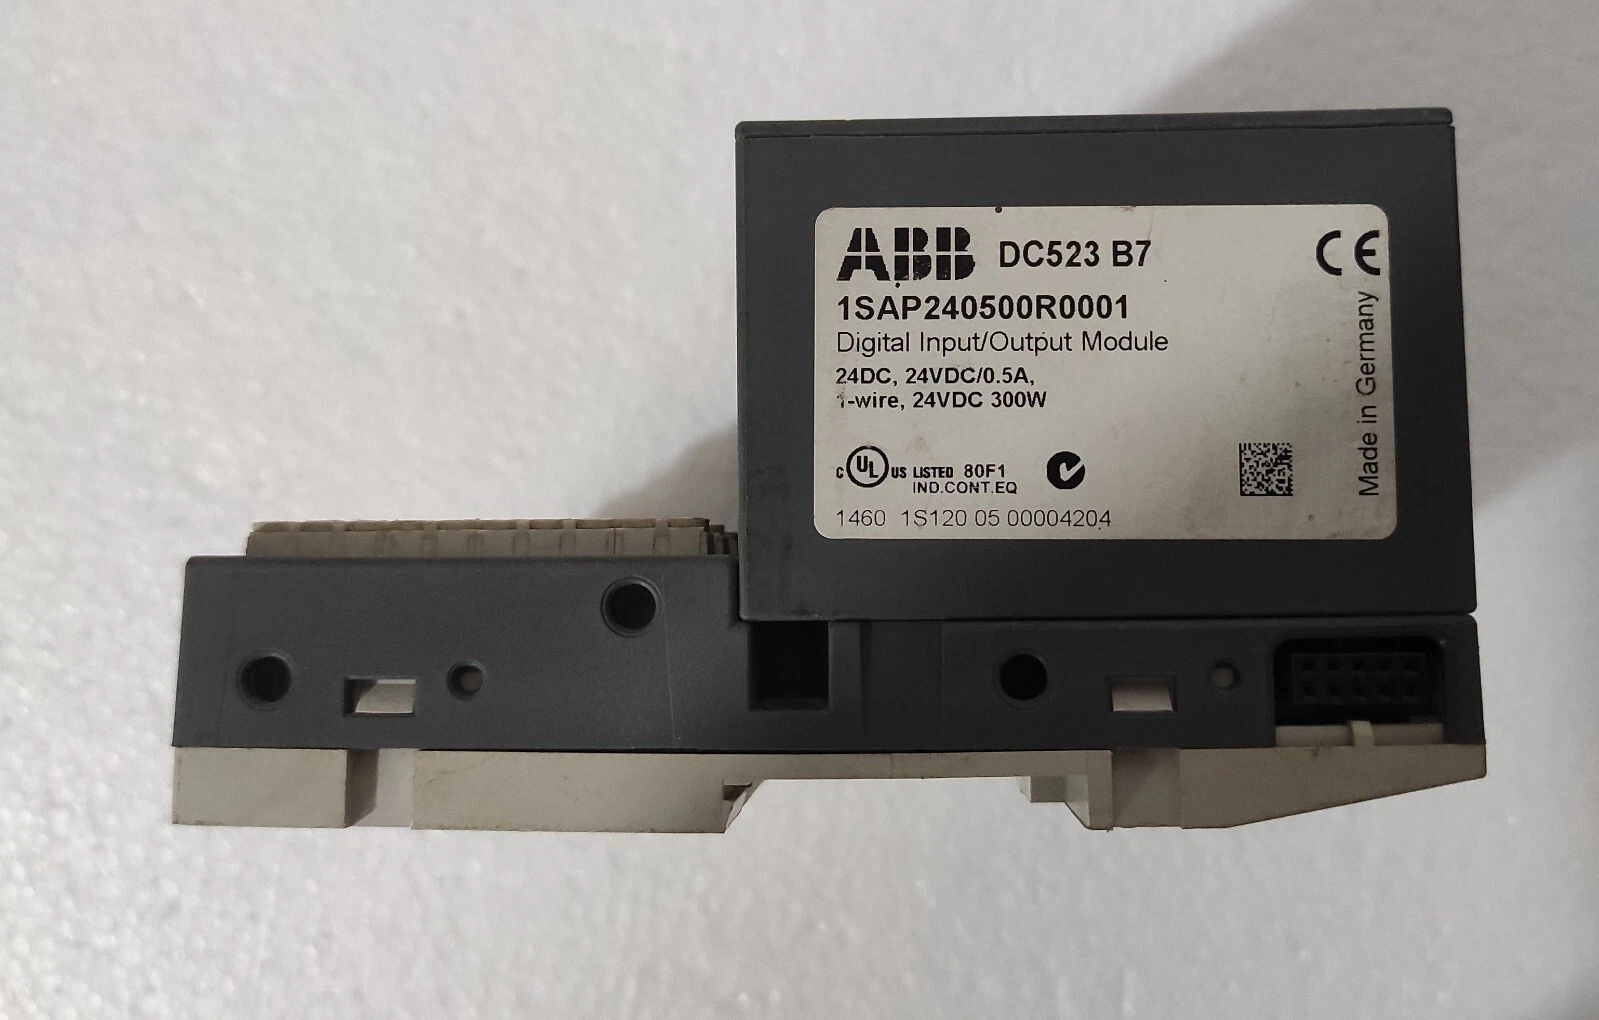 ABB DC523 B7
CE
1SAP240500R0001
Digital Input/Output Module
24DC, 24VDC/0.5A,
1-wire, 24VDC 300W
Made in Germany
C UL US LISTED 80F1
IND.CONT.EQ
1460 1S120 05 00004204